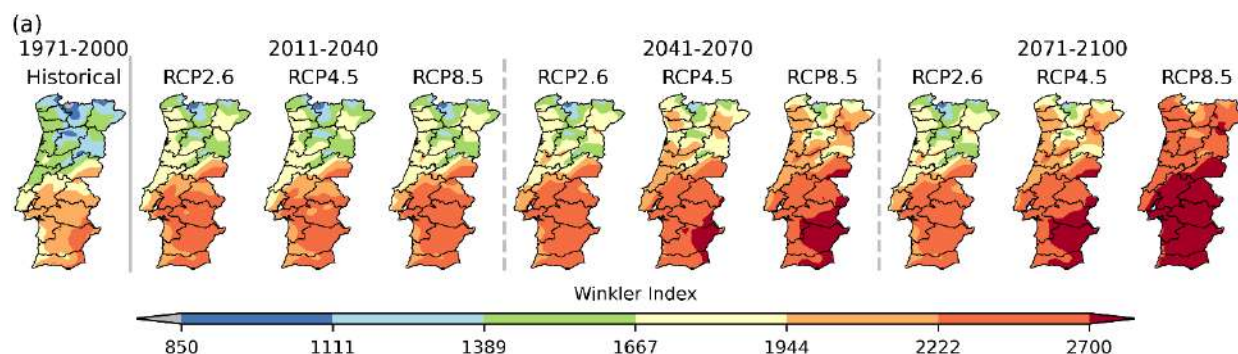 (a)
1971-2000 2011-2040 2041-2070 2071-2100
Historical RCP2.6 RCP4.5 RCP8.5 RCP2.6 RCP4.5 RCP8.5 RCP2.6 RCP4.5 RCP8.5
Winkler Index
850 1111 1389 1667 1944 2222 2700